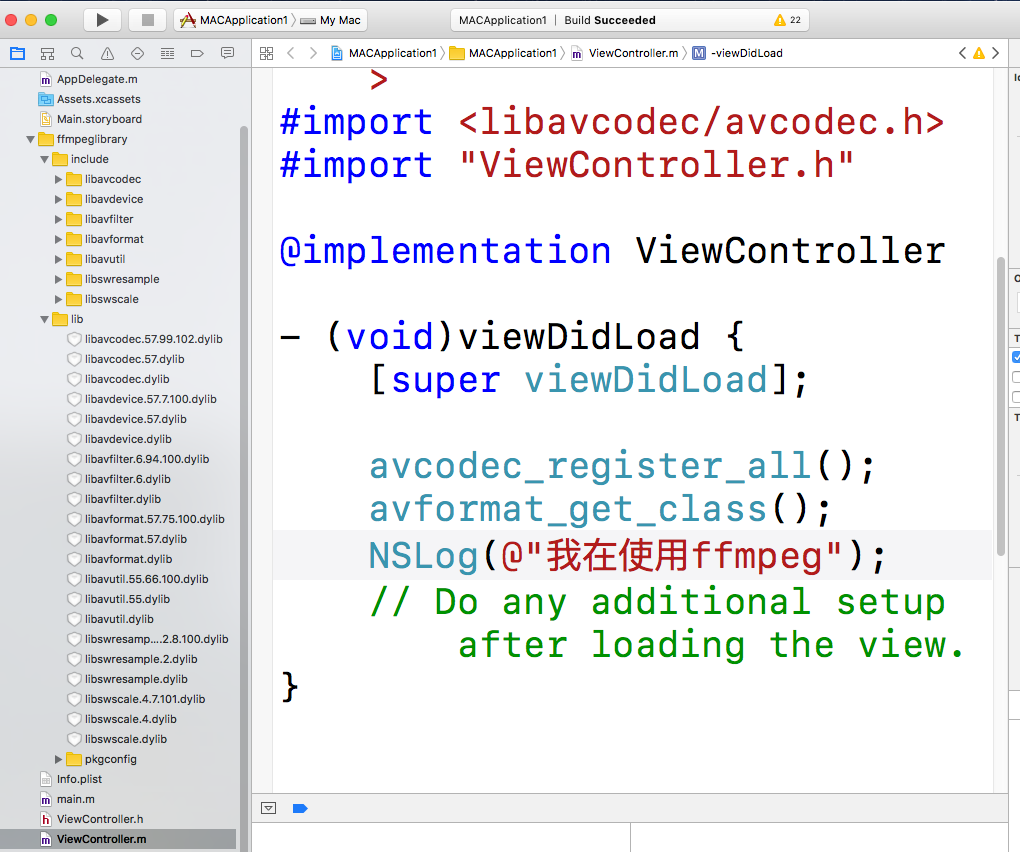 MACApplication1 My Mac
MACApplication1 | Build Succeeded 22
MACApplication1 MACApplication1 ViewController.m M -viewDidLoad
AppDelegate.m
Assets.xcassets
Main.storyboard
ffmpeglibrary
include
libavcodec
libavdevice
libavfilter
libavformat
libavutil
libswresample
libswscale
lib
libavcodec.57.99.102.dylib
libavcodec.57.dylib
libavcodec.dylib
libavdevice.57.7.100.dylib
libavdevice.57.dylib
libavdevice.dylib
libavfilter.6.94.100.dylib
libavfilter.6.dylib
libavfilter.dylib
libavformat.57.75.100.dylib
libavformat.57.dylib
libavformat.dylib
libavutil.55.66.100.dylib
libavutil.55.dylib
libavutil.dylib
libswresamp....2.8.100.dylib
libswresample.2.dylib
libswresample.dylib
libswscale.4.7.101.dylib
libswscale.4.dylib
libswscale.dylib
pkgconfig
Info.plist
main.m
ViewController.h
ViewController.m
>
#import <libavcodec/avcodec.h>
#import "ViewController.h"
@implementation ViewController
- (void)viewDidLoad {
[super viewDidLoad];
avcodec_register_all();
avformat_get_class();
NSLog(@"我在使用ffmpeg");
// Do any additional setup
after loading the view.
}